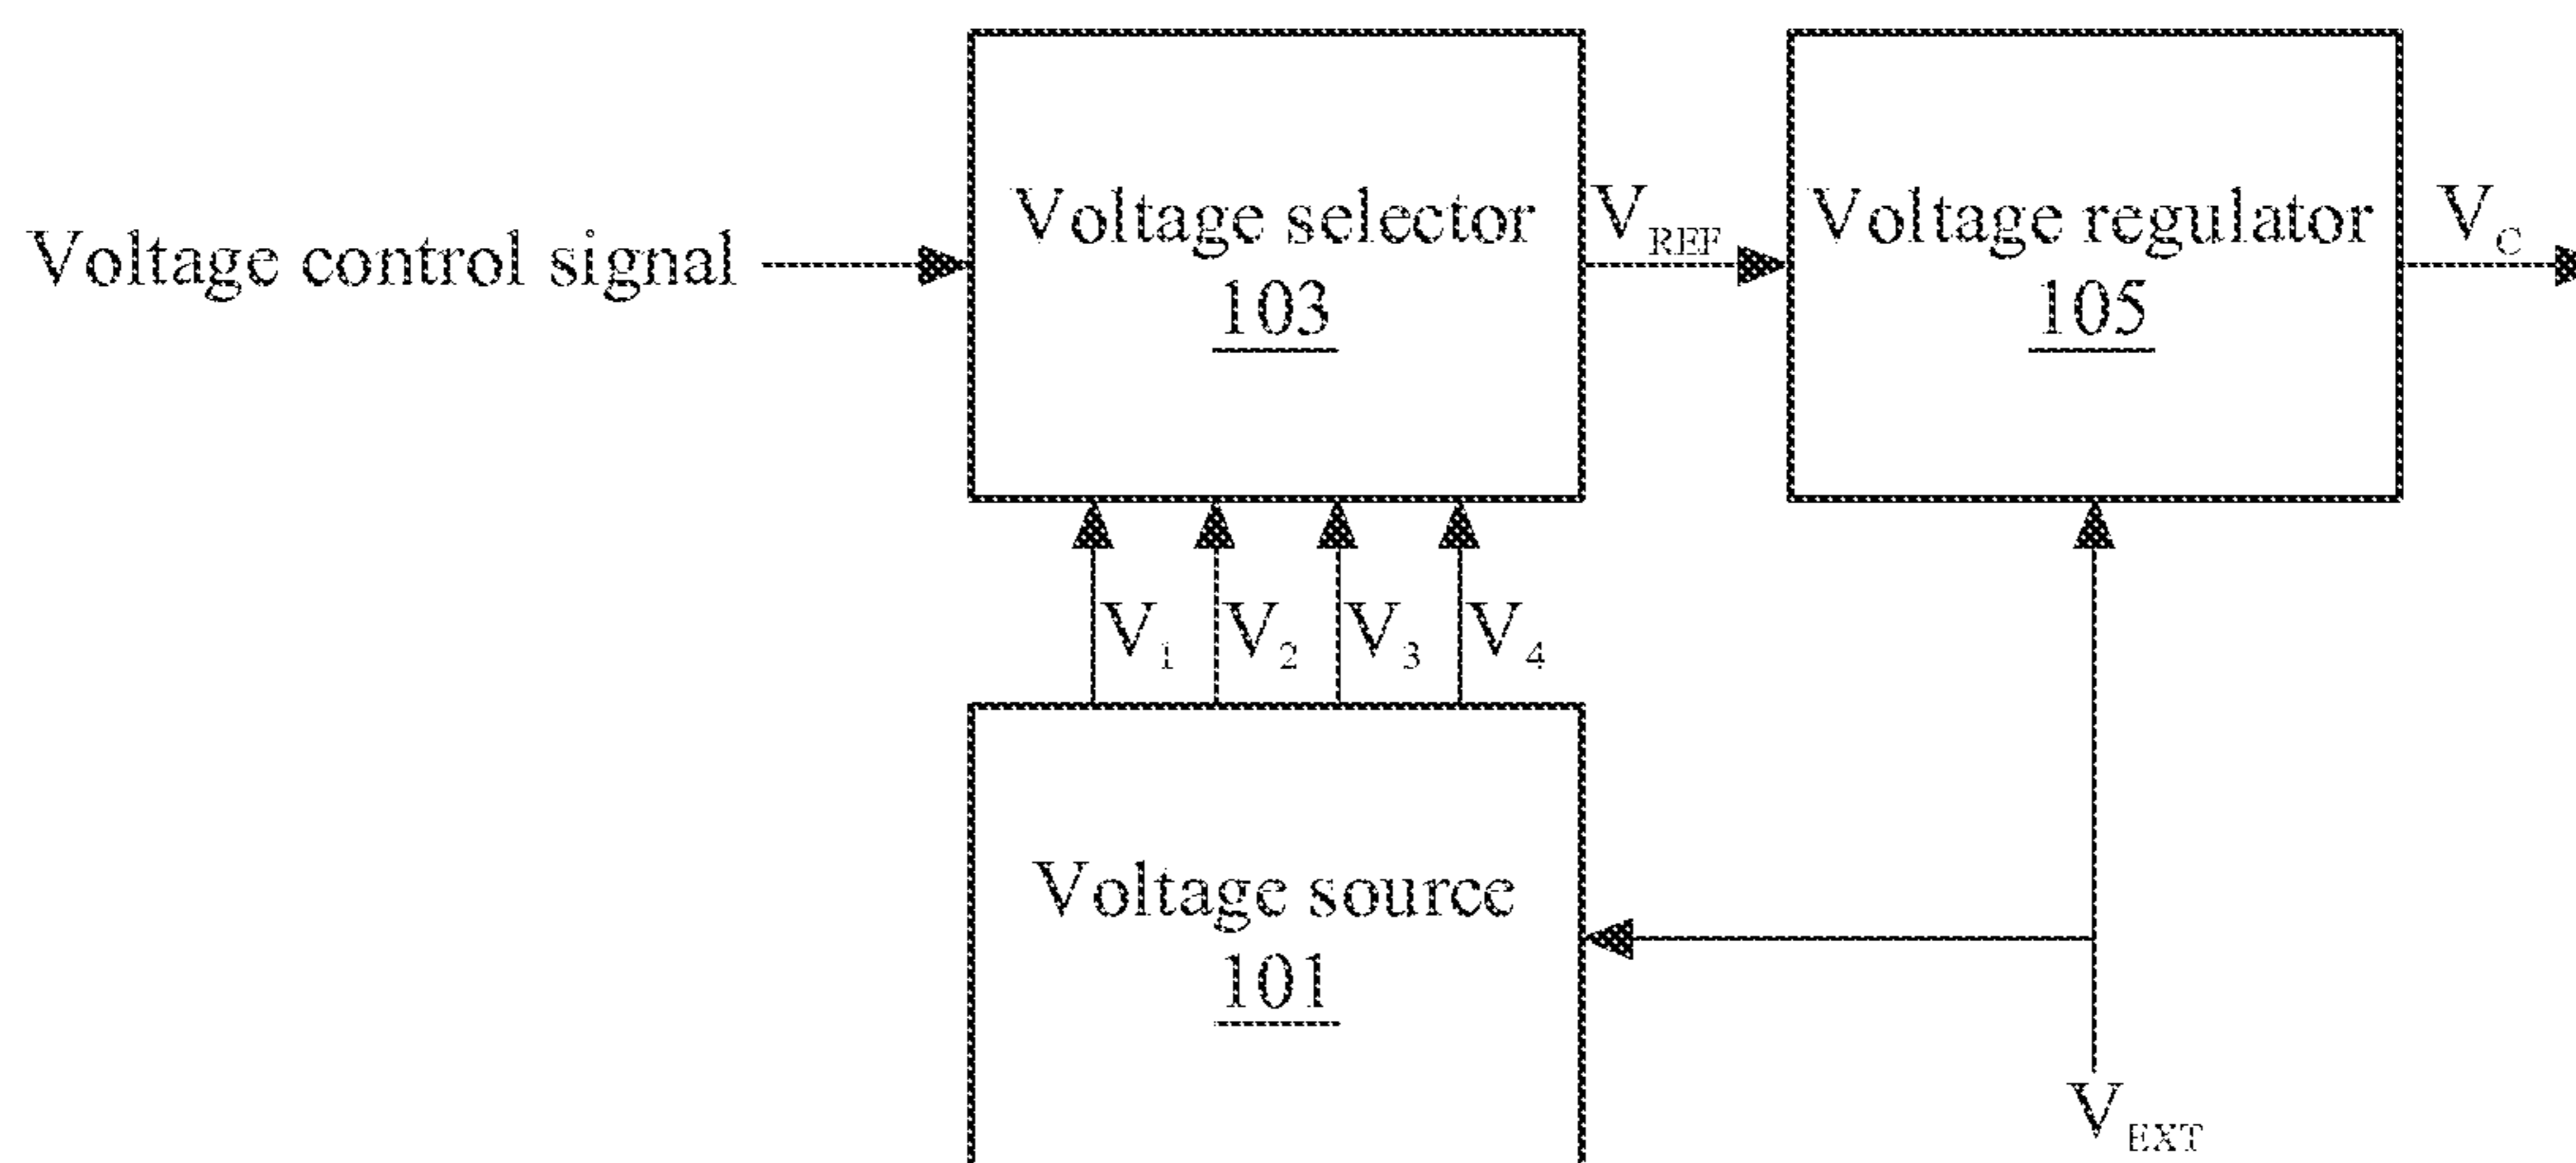 Voltage control signal
Voltage selector
103
V_REF
Voltage regulator
105
V_C
V_1
V_2
V_3
V_4
Voltage source
101
V_EXT